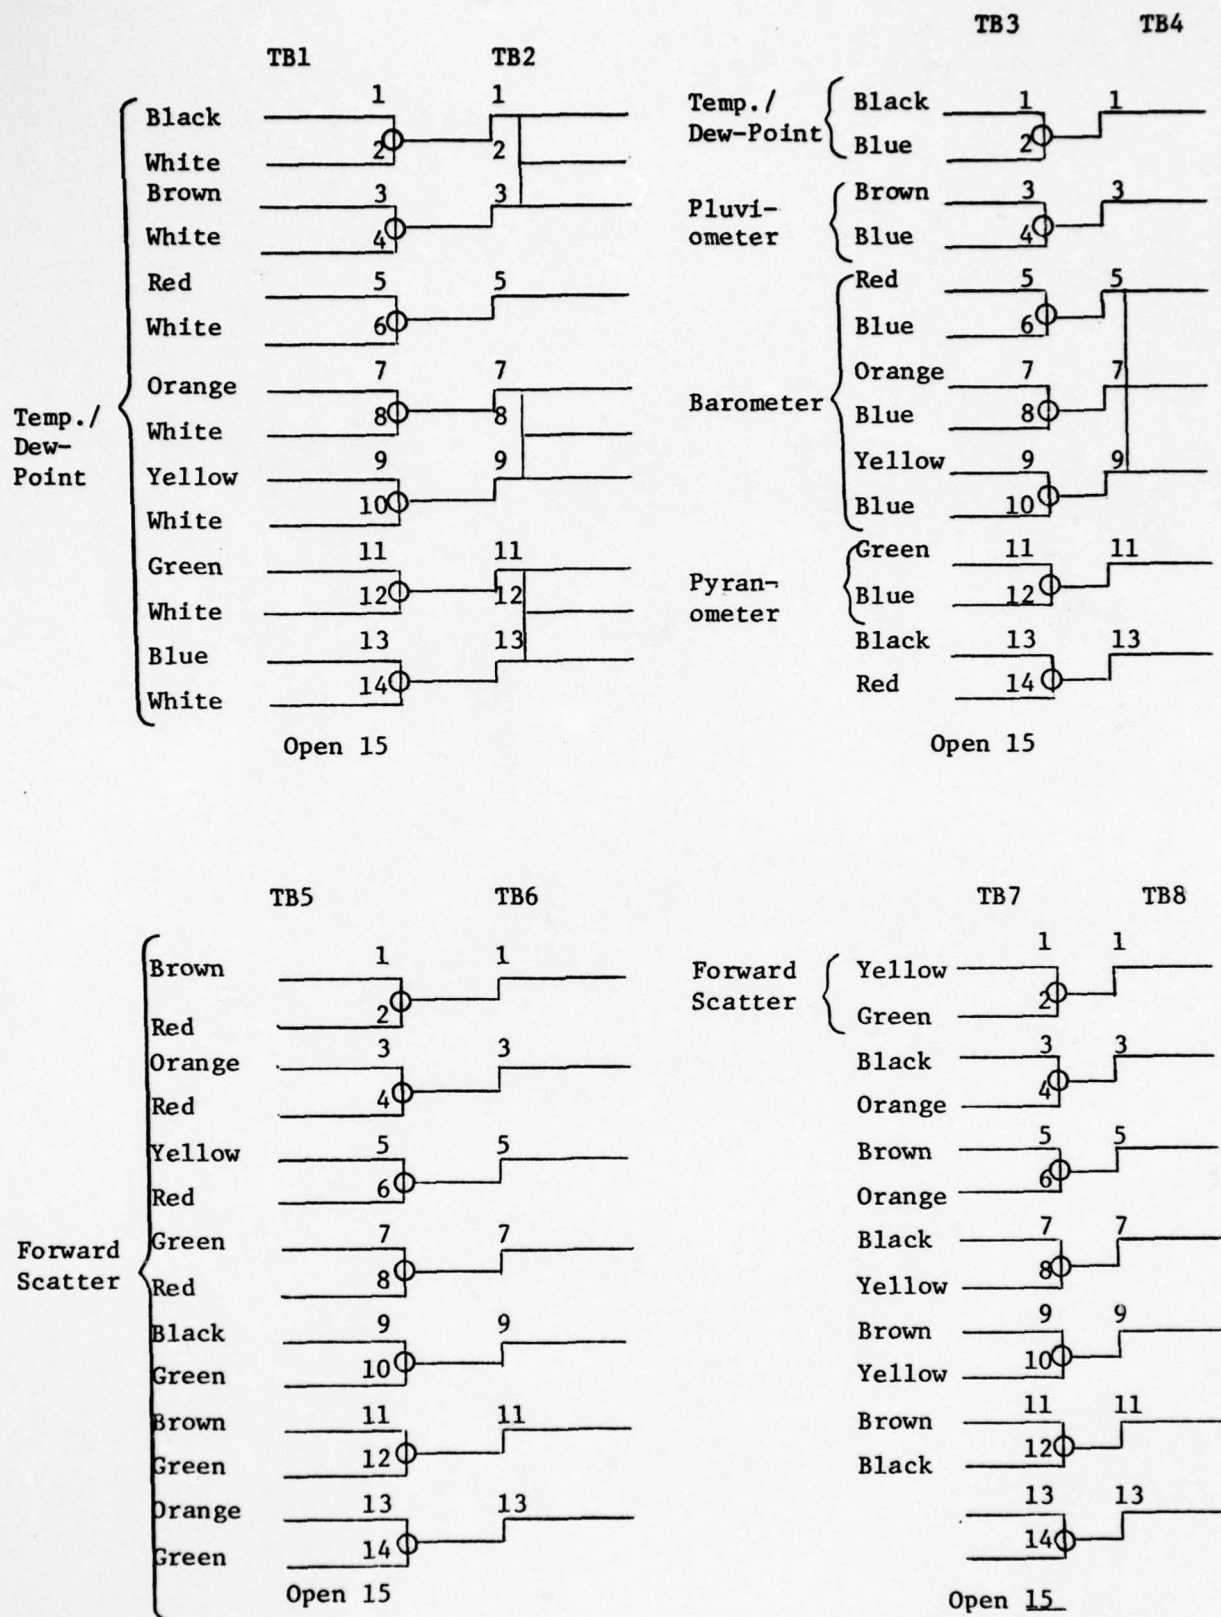 TB1 TB2
1 1
Black
2 2
White
Brown 3 3
White 4
Red 5 5
White 6
Orange 7 7
White 8 8
Yellow 9 9
White 10
Green 11 11
White 12 12
Blue 13 13
White 14
Temp./
Dew-
Point
Open 15
TB3 TB4
Temp./ Black 1 1
Dew-Point Blue 2
Pluvi- Brown 3 3
ometer Blue 4
Red 5 5
Blue 6
Orange 7 7
Barometer Blue 8
Yellow 9 9
Blue 10
Green 11 11
Pyran- Blue 12
ometer
Black 13 13
Red 14
Open 15
TB5 TB6
Brown 1 1
Red 2
Orange 3 3
Red 4
Yellow 5 5
Red 6
Green 7 7
Red 8
Black 9 9
Green 10
Brown 11 11
Green 12
Orange 13 13
Green 14
Forward
Scatter
Open 15
TB7 TB8
1 1
Forward Yellow
Scatter 2
Green
Black 3 3
Orange 4
Brown 5 5
Orange 6
Black 7 7
Yellow 8
Brown 9 9
Yellow 10
Brown 11 11
Black 12
13 13
14
Open 15